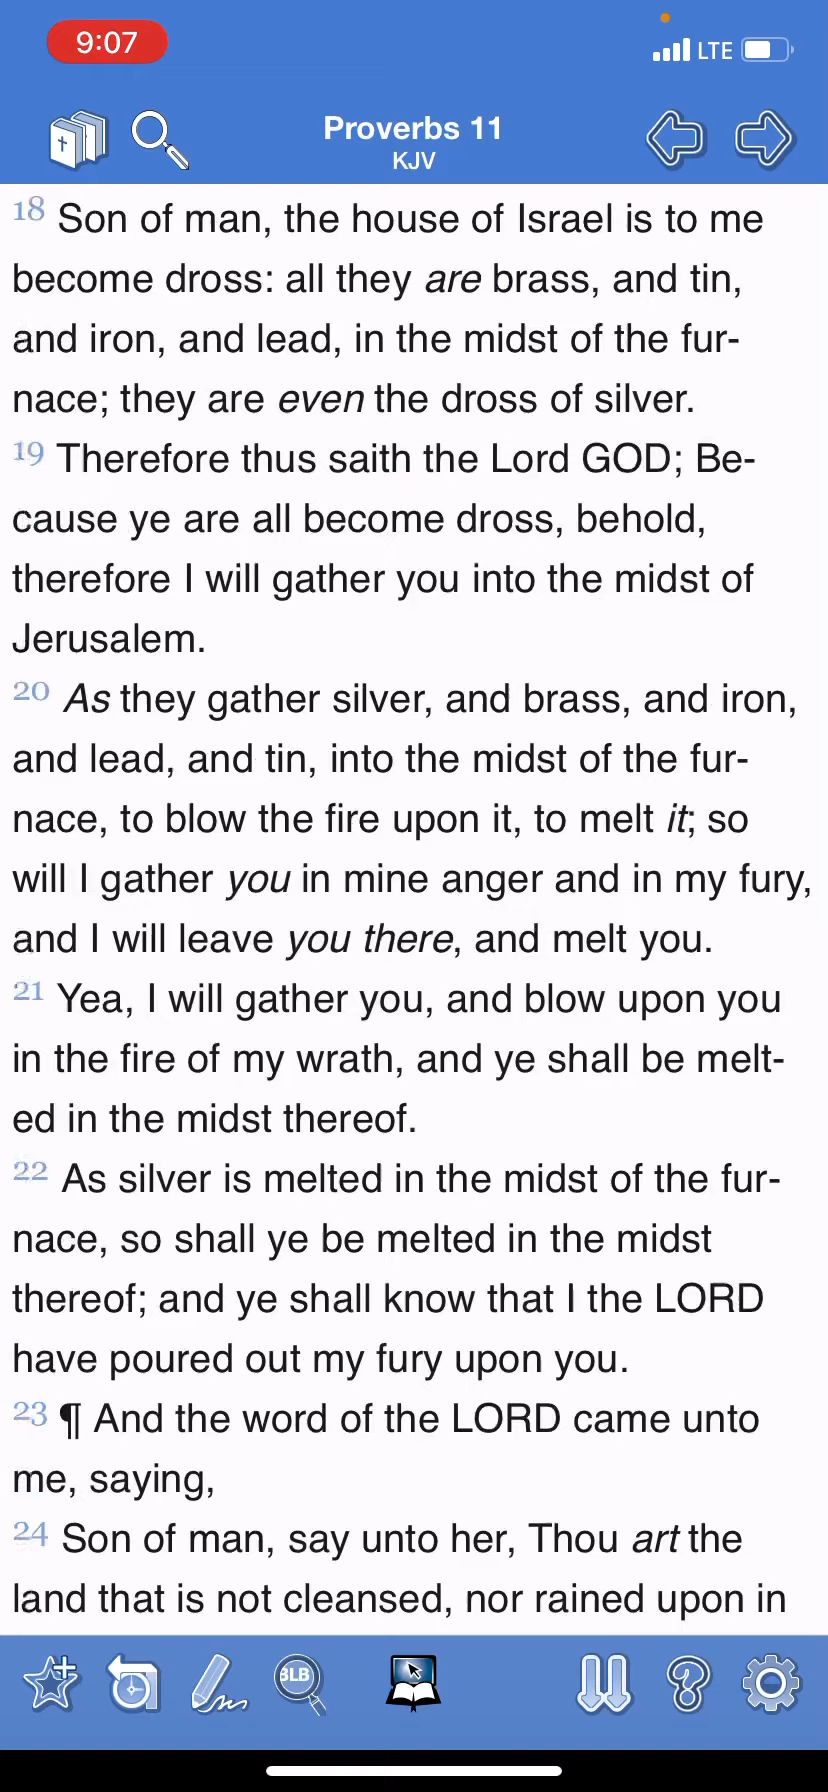 9:07
LTE
Proverbs 11
KJV
18 Son of man, the house of Israel is to me
become dross: all they are brass, and tin,
and iron, and lead, in the midst of the fur-
nace; they are even the dross of silver.
19 Therefore thus saith the Lord GOD; Be-
cause ye are all become dross, behold,
therefore I will gather you into the midst of
Jerusalem.
20 As they gather silver, and brass, and iron,
and lead, and tin, into the midst of the fur-
nace, to blow the fire upon it, to melt it; so
will I gather you in mine anger and in my fury,
and I will leave you there, and melt you.
21 Yea, I will gather you, and blow upon you
in the fire of my wrath, and ye shall be melt-
ed in the midst thereof.
22 As silver is melted in the midst of the fur-
nace, so shall ye be melted in the midst
thereof; and ye shall know that I the LORD
have poured out my fury upon you.
23 ¶ And the word of the LORD came unto
me, saying,
24 Son of man, say unto her, Thou art the
land that is not cleansed, nor rained upon in
BLB